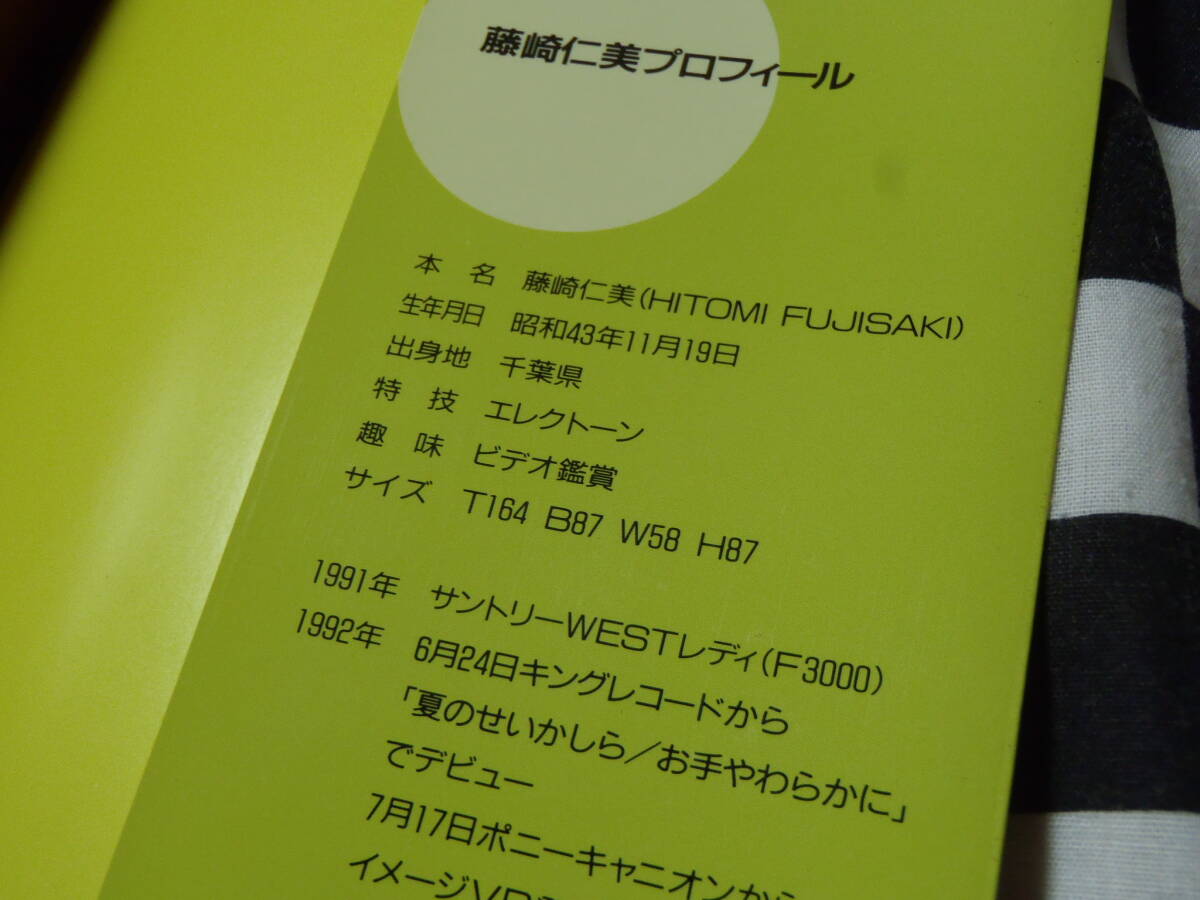 藤崎仁美プロフィール
本 名 藤崎仁美(HITOMI FUJISAKI)
生年月日 昭和43年11月19日
出身地 千葉県
特 技 エレクトーン
趣 味 ビデオ鑑賞
サイズ T164 B87 W58 H87
1991年 サントリーWESTレディ(F3000)
1992年 6月24日キングレコードから
「夏のせいかしら/お手やわらかに」
でデビュー
7月17日ポニーキャニオンから
イメージV